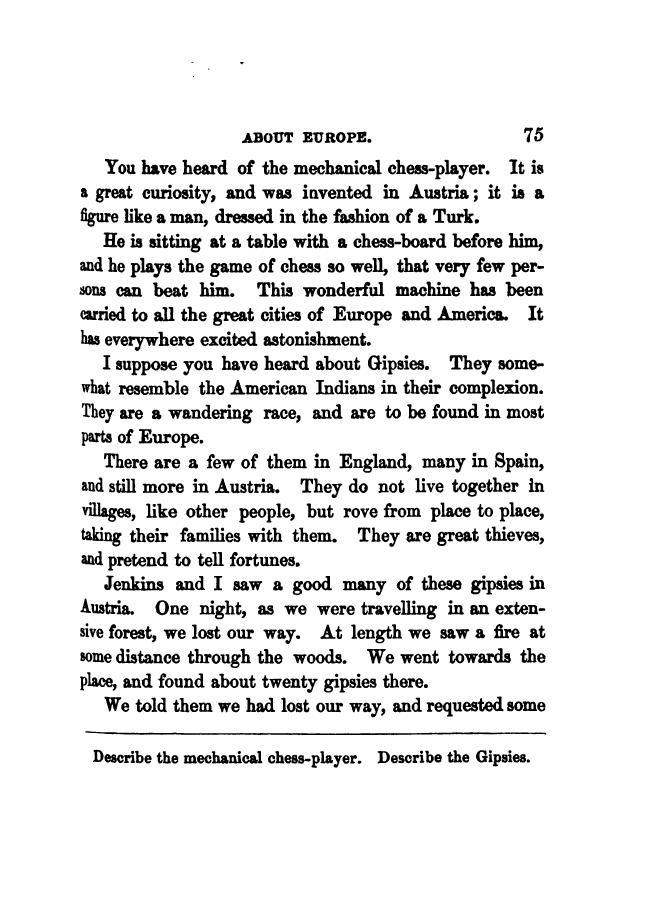 ABOUT EUROPE. 75
You have heard of the mechanical chess-player. It is
a great curiosity, and was invented in Austria; it is a
figure like a man, dressed in the fashion of a Turk.
He is sitting at a table with a chess-board before him,
and he plays the game of chess so well, that very few per-
sons can beat him. This wonderful machine has been
carried to all the great cities of Europe and America. It
has everywhere excited astonishment.
I suppose you have heard about Gipsies. They some-
what resemble the American Indians in their complexion.
They are a wandering race, and are to be found in most
parts of Europe.
There are a few of them in England, many in Spain,
and still more in Austria. They do not live together in
villages, like other people, but rove from place to place,
taking their families with them. They are great thieves,
and pretend to tell fortunes.
Jenkins and I saw a good many of these gipsies in
Austria. One night, as we were travelling in an exten-
sive forest, we lost our way. At length we saw a fire at
some distance through the woods. We went towards the
place, and found about twenty gipsies there.
We told them we had lost our way, and requested some
Describe the mechanical chess-player. Describe the Gipsies.